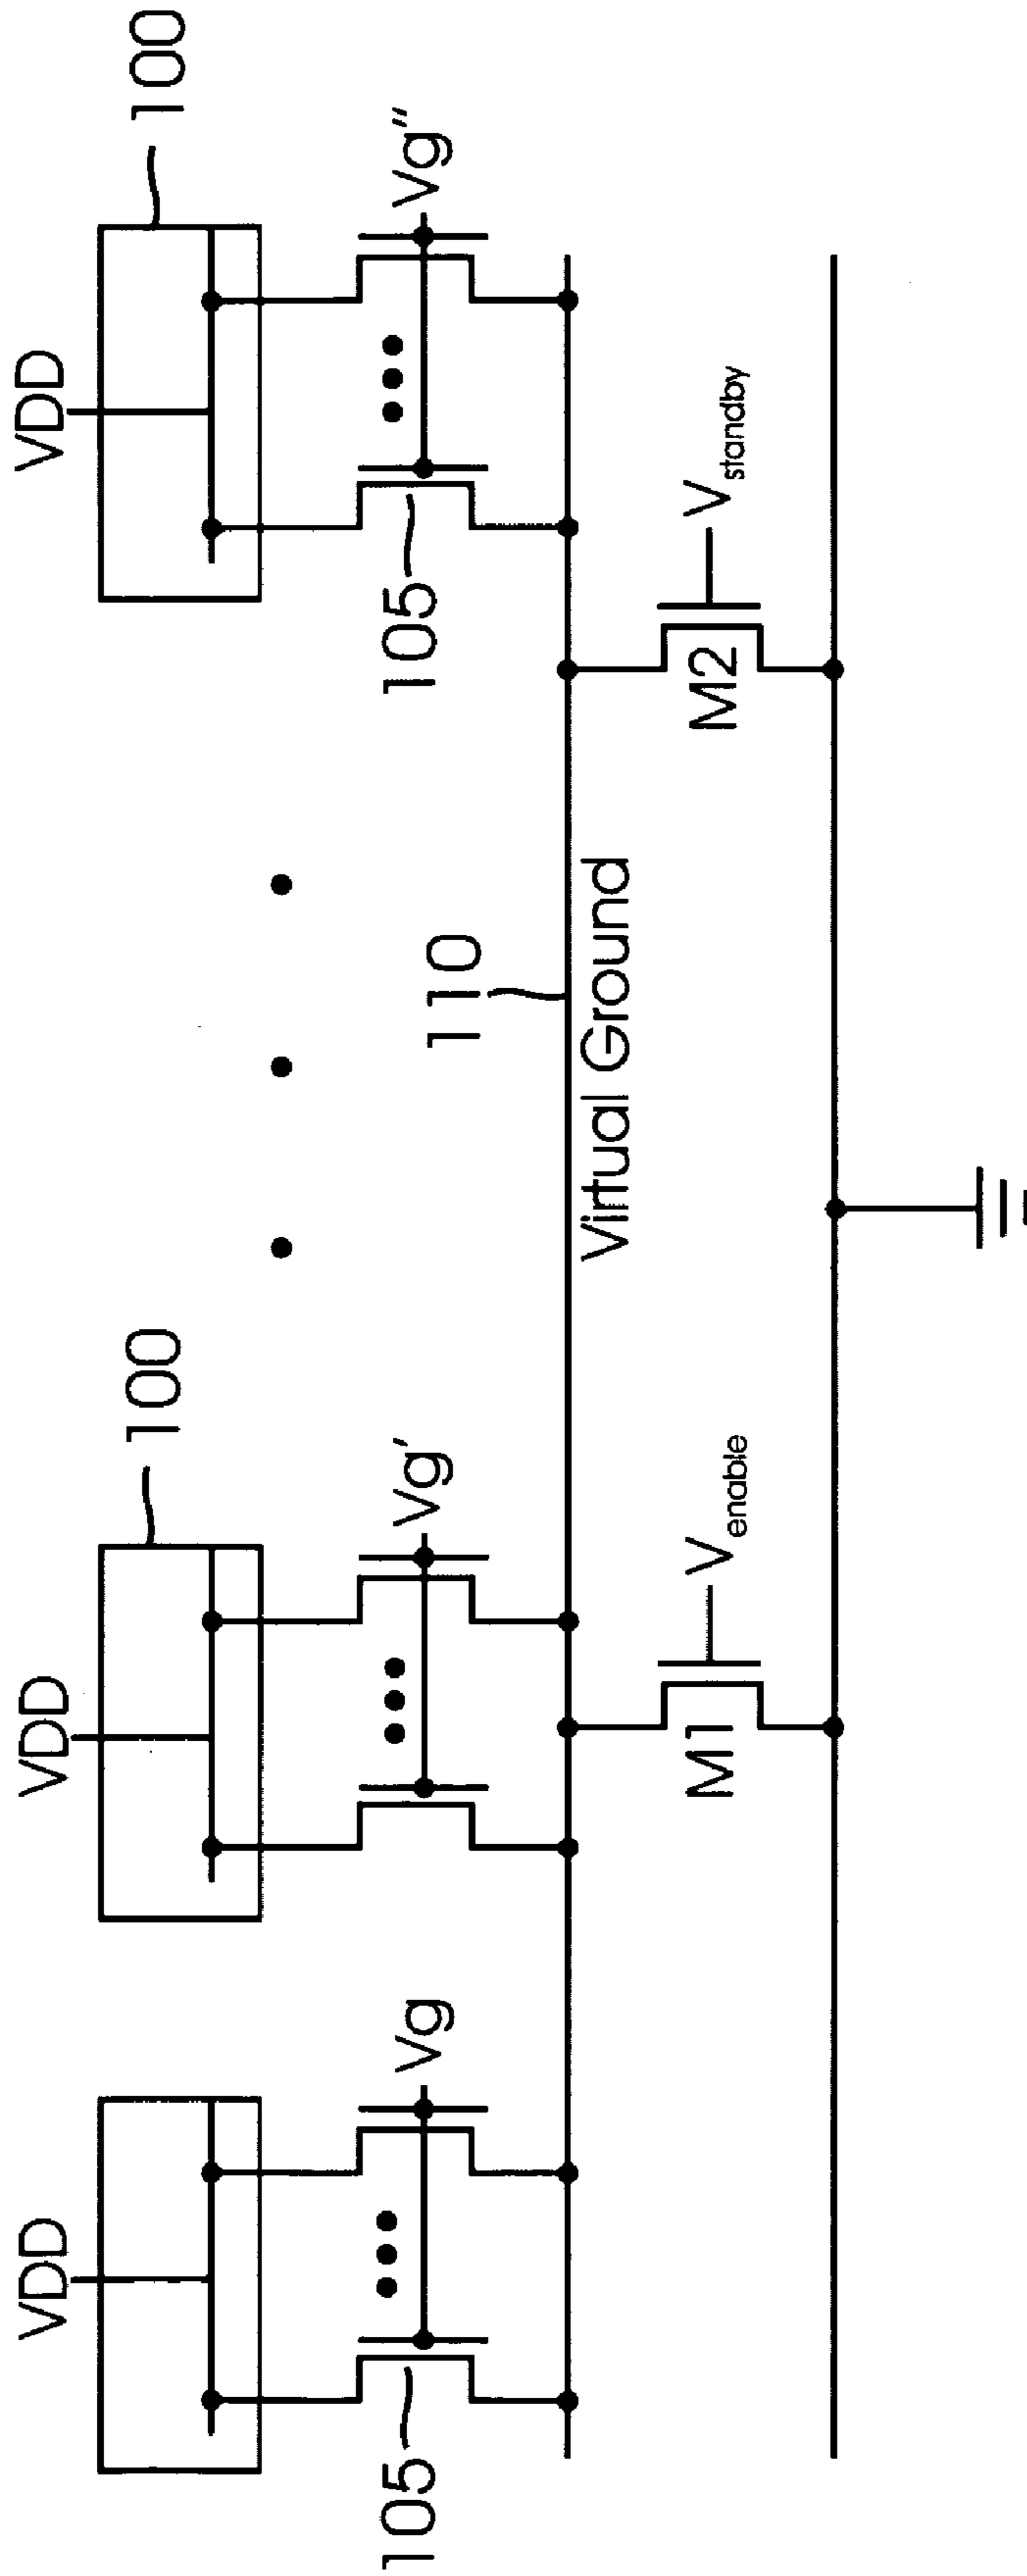 VDD
VDD
VDD
100
100
Vg
Vg'
Vg"
105
105
110
Virtual Ground
M1
Venable
M2
Vstandby